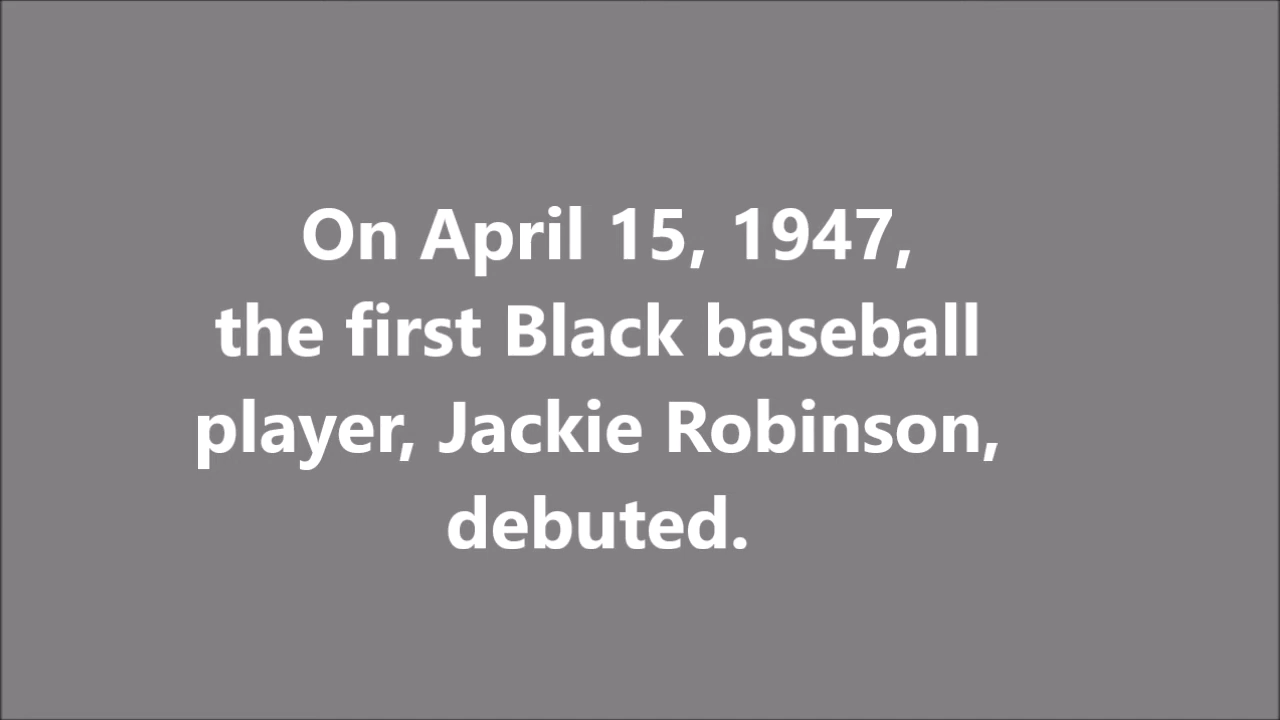 On April 15, 1947,
the first Black baseball
player, Jackie Robinson,
debuted.